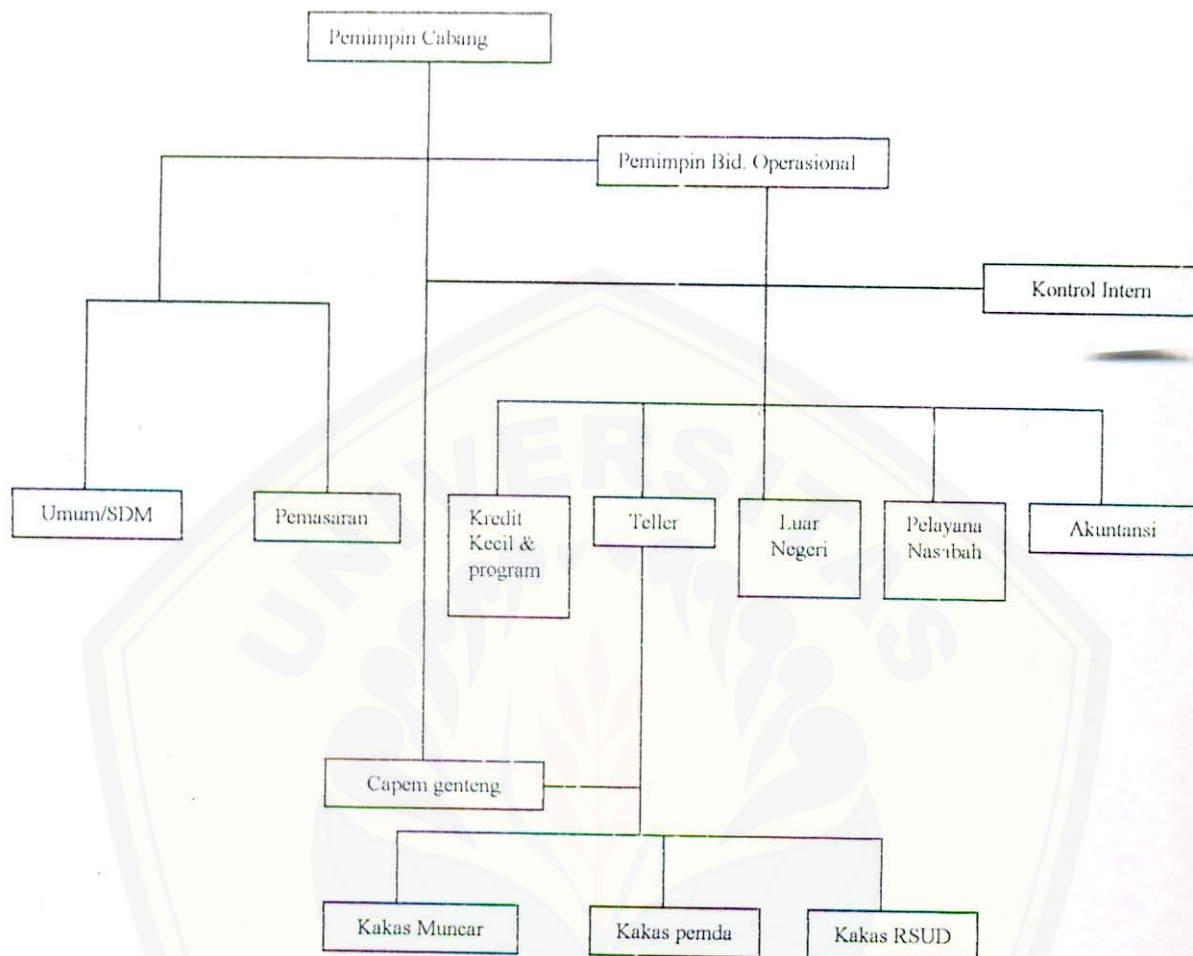 Pemimpin Cabang
Pemimpin Bid. Operasional
Kontrol Intern
Umum/SDM
Pemasaran
Kredit
Kecil &
program
Teller
Luar
Negeri
Pelayana
Nasabah
Akuntansi
Capem genteng
Kakas Muncar
Kakas pemda
Kakas RSUD
UNIVERSITAS